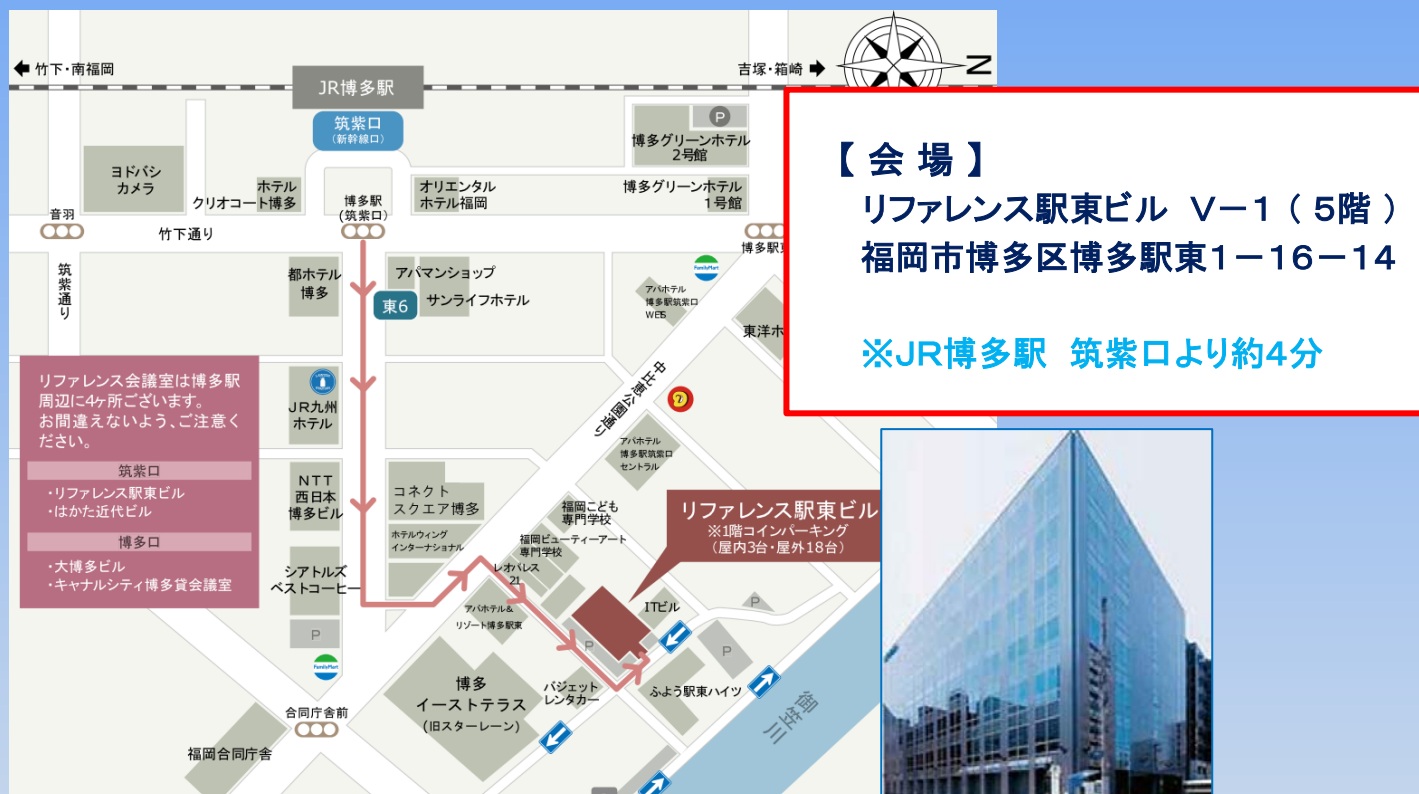 竹下・南福岡
JR博多駅
吉塚・箱崎
N
筑紫口
(新幹線口)
P
博多グリーンホテル
2号館
ヨドバシ
カメラ
ホテル
クリオコート博多
博多駅
(筑紫口)
オリエンタル
ホテル福岡
博多グリーンホテル
1号館
音羽
竹下通り
博多駅東
筑紫通り
都ホテル
博多
アパマンショップ
サンライフホテル
東6
FamilyMart
アパホテル
博多駅筑紫口
WEB
東洋ホ
【 会 場 】
リファレンス駅東ビル V－1 ( 5階 )
福岡市博多区博多駅東1－16－14
※JR博多駅 筑紫口より約4分
リファレンス会議室は博多駅
周辺に4ヶ所ございます。
お間違えないよう、ご注意く
ださい。
筑紫口
・リファレンス駅東ビル
・はかた近代ビル
博多口
・大博多ビル
・キャナルシティ博多貸会議室
JR九州
ホテル
中比恵公園通り
アパホテル
博多駅筑紫口
セントラル
NTT
西日本
博多ビル
コネクト
スクエア博多
ホテルウィング
インターナショナル
福岡こども
専門学校
福岡ビューティーアート
専門学校
レオパレス
21
リファレンス駅東ビル
※1階コインパーキング
(屋内3台・屋外18台)
シアトルズ
ベストコーヒー
アパホテル&
リゾート博多駅東
ITビル
P
P
P
P
FamilyMart
博多
イーストテラス
(旧スターレーン)
バジェット
レンタカー
ふよう駅東ハイツ
御笠川
合同庁舎前
福岡合同庁舎